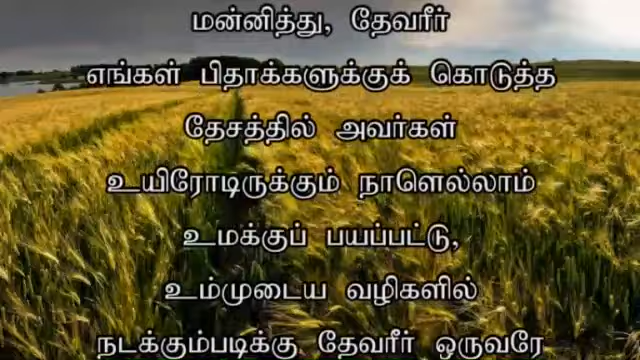 மன்னித்து, தேவரீர்
எங்கள் பிதாக்களுக்குக் கொடுத்த
தேசத்தில் அவர்கள்
உயிரோடிருக்கும் நாளெல்லாம்
உமக்குப் பயப்பட்டு,
உம்முடைய வழிகளில்
நடக்கும்படிக்கு தேவரீர் ஒருவரே